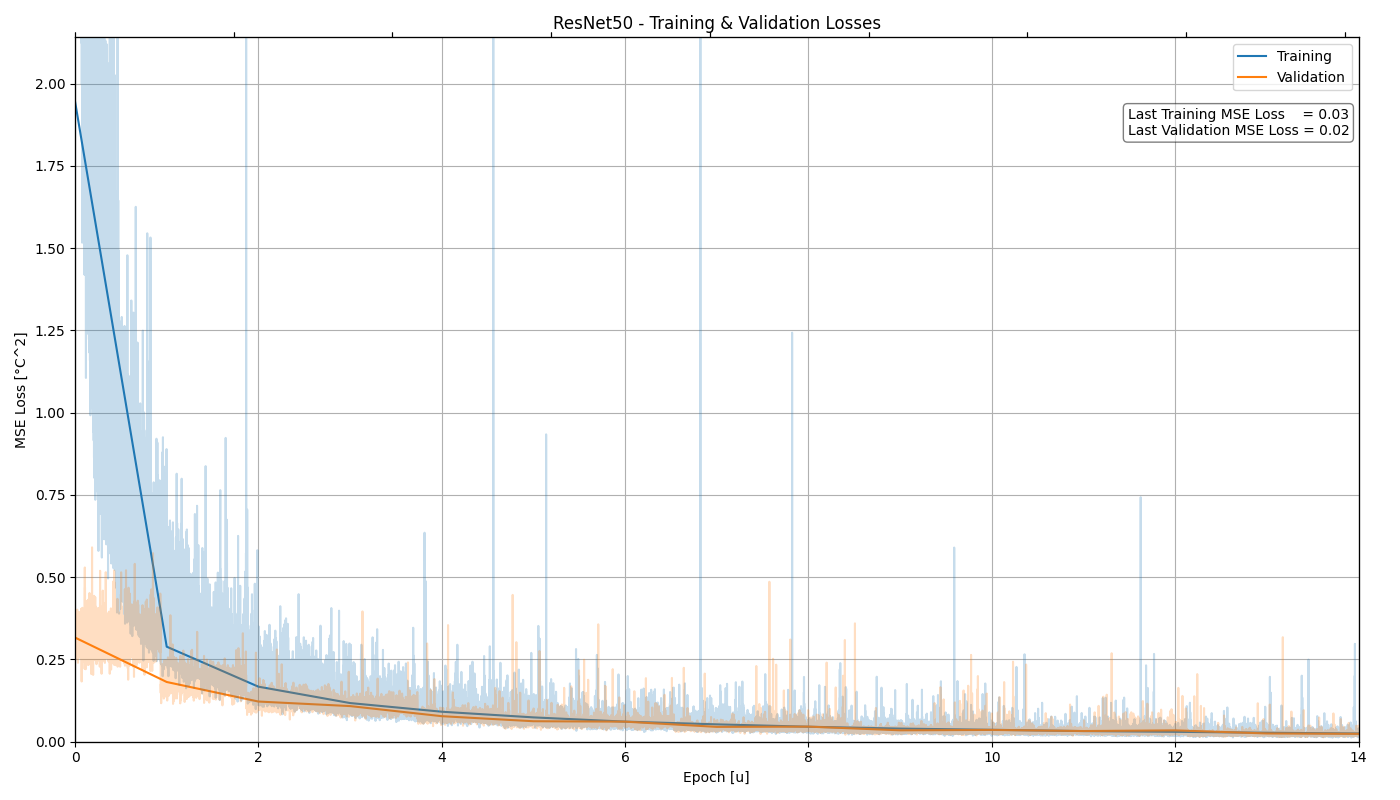 ResNet50 - Training & Validation Losses
Training
Validation
Last Training MSE Loss = 0.03
Last Validation MSE Loss = 0.02
MSE Loss [°C^2]
2.00
1.75
1.50
1.25
1.00
0.75
0.50
0.25
0.00
0 2 4 6 8 10 12 14
Epoch [u]